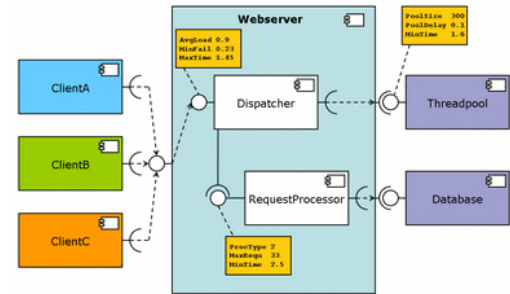 Webserver
AvgLoad 0.9
MinFail 0.23
MaxTime 1.45
PoolSize 300
PoolDelay 0.1
MinTime 1.6
ClientA
Dispatcher
Threadpool
ClientB
RequestProcessor
Database
ClientC
ProcType 2
MaxRequ 33
MinTime 2.5